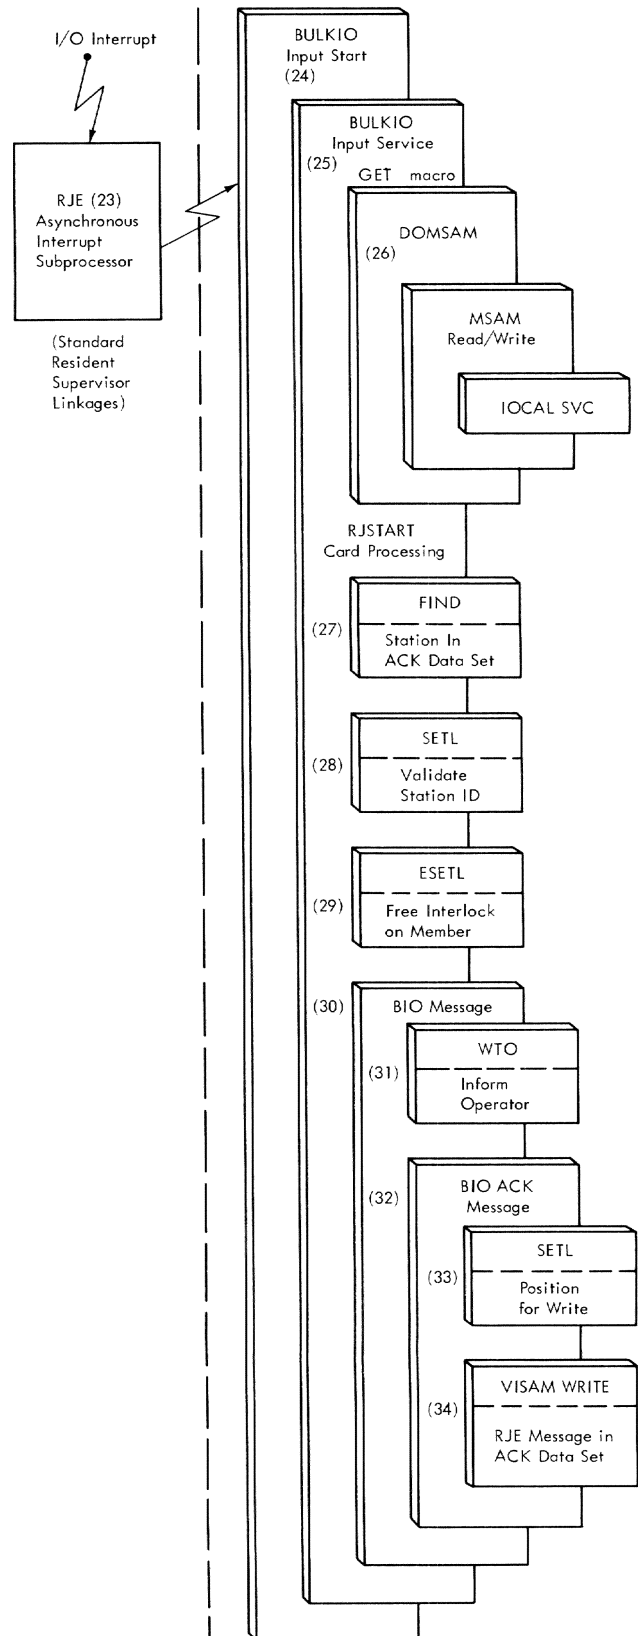 I/O Interrupt
RJE (23)
Asynchronous
Interrupt
Subprocessor
(Standard
Resident
Supervisor
Linkages)
BULKIO
Input Start
(24)
BULKIO
Input Service
(25)
GET macro
DOMSAM
(26)
MSAM
Read/Write
IOCAL SVC
RJSTART
Card Processing
FIND
(27)
Station In
ACK Data Set
SETL
(28)
Validate
Station ID
ESETL
(29)
Free Interlock
on Member
(30)
BIO Message
WTO
(31)
Inform
Operator
BIO ACK
(32)
Message
SETL
(33)
Position
for Write
VISAM WRITE
(34)
RJE Message in
ACK Data Set